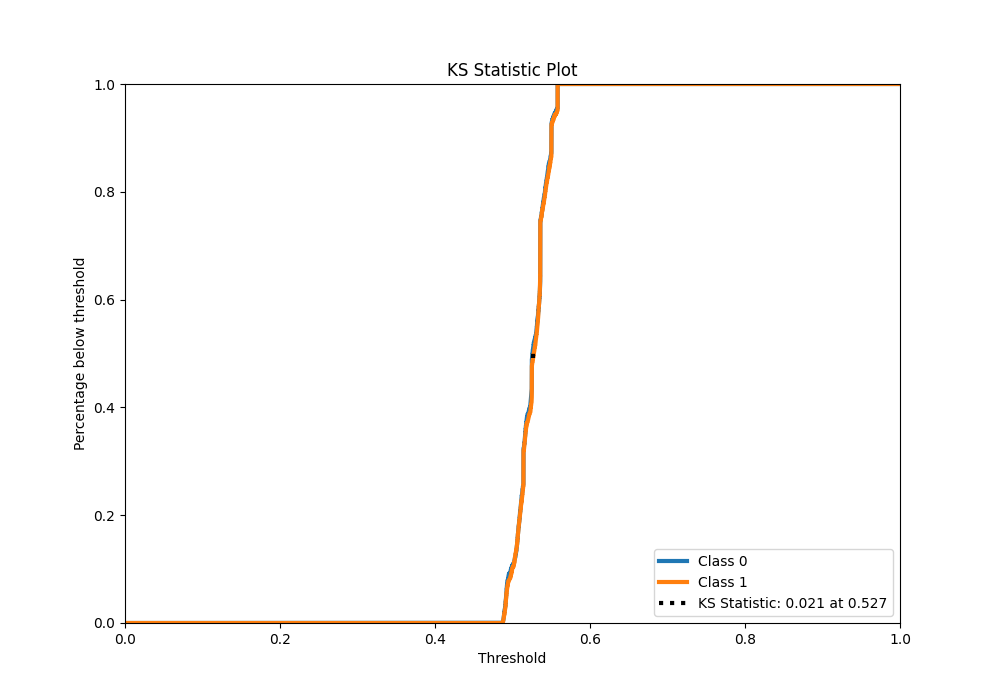 KS Statistic Plot
Percentage below threshold
1.0
0.8
0.6
0.4
0.2
0.0
0.0 0.2 0.4 0.6 0.8 1.0
Threshold
Class 0
Class 1
KS Statistic: 0.021 at 0.527